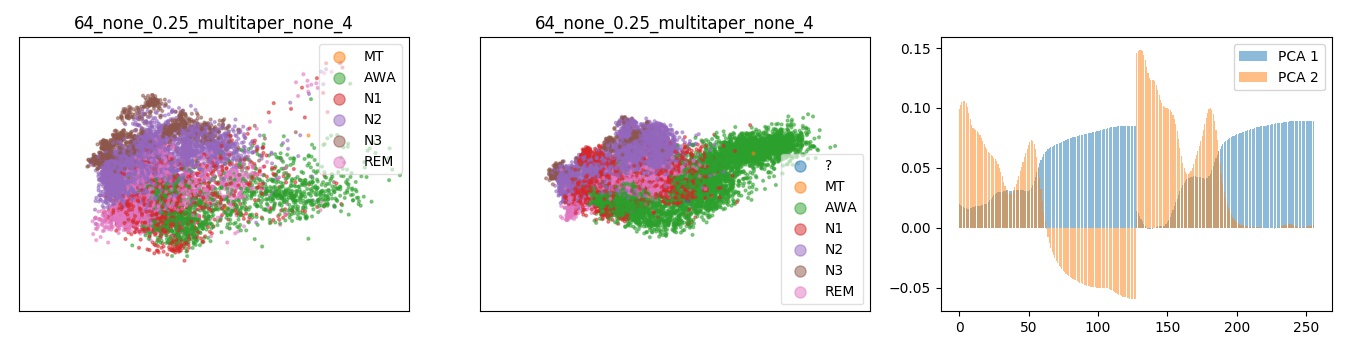 64_none_0.25_multitaper_none_4
MT
AWA
N1
N2
N3
REM
64_none_0.25_multitaper_none_4
?
MT
AWA
N1
N2
N3
REM
PCA 1
PCA 2
0.15
0.10
0.05
0.00
−0.05
0
50
100
150
200
250